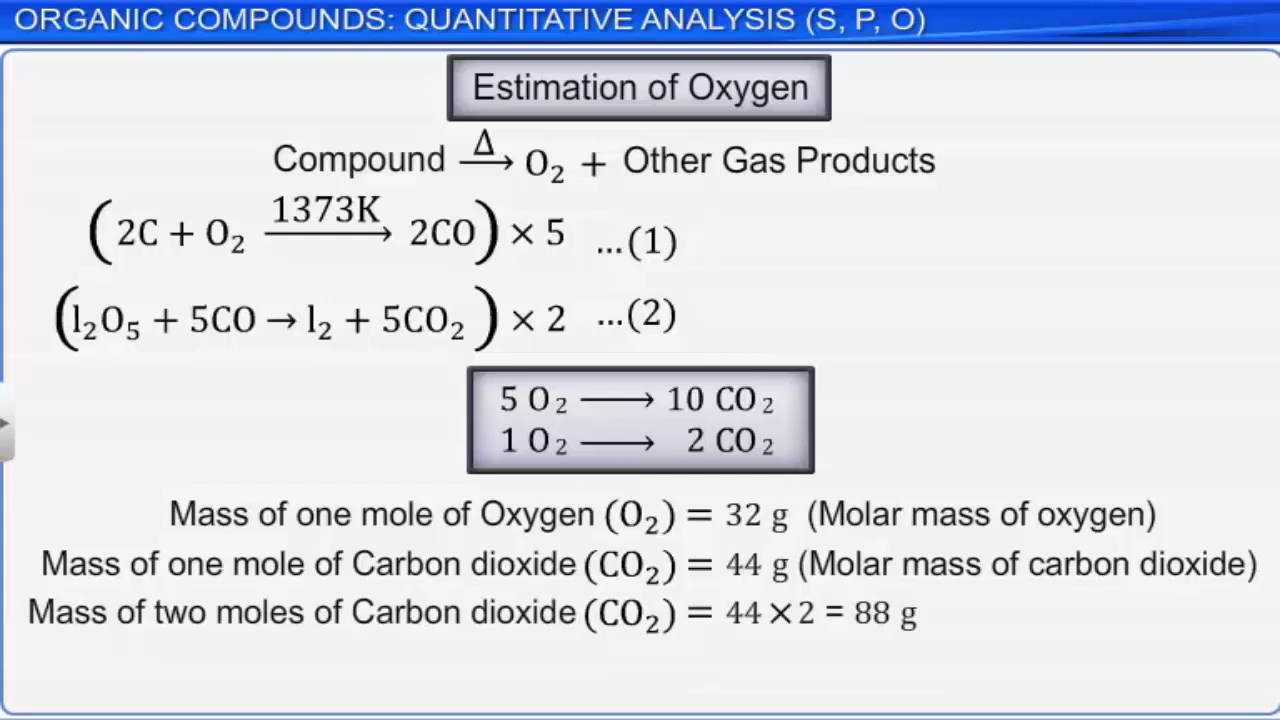 ORGANIC COMPOUNDS: QUANTITATIVE ANALYSIS (S, P, O)
Estimation of Oxygen
Compound —Δ→ O₂ + Other Gas Products
(2C + O₂ —1373K→ 2CO) × 5 ...(1)
(l₂O₅ + 5CO → l₂ + 5CO₂) × 2 ...(2)
5 O₂ ⟶ 10 CO₂
1 O₂ ⟶ 2 CO₂
Mass of one mole of Oxygen (O₂) = 32 g (Molar mass of oxygen)
Mass of one mole of Carbon dioxide (CO₂) = 44 g (Molar mass of carbon dioxide)
Mass of two moles of Carbon dioxide (CO₂) = 44 × 2 = 88 g